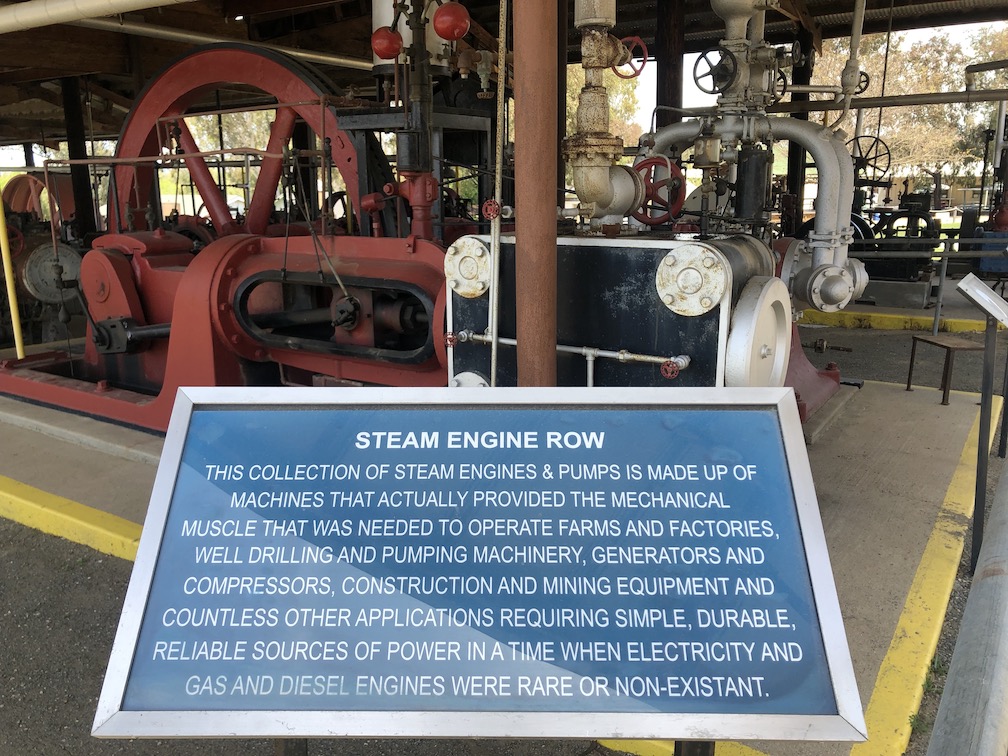 STEAM ENGINE ROW
THIS COLLECTION OF STEAM ENGINES & PUMPS IS MADE UP OF
MACHINES THAT ACTUALLY PROVIDED THE MECHANICAL
MUSCLE THAT WAS NEEDED TO OPERATE FARMS AND FACTORIES,
WELL DRILLING AND PUMPING MACHINERY, GENERATORS AND
COMPRESSORS, CONSTRUCTION AND MINING EQUIPMENT AND
COUNTLESS OTHER APPLICATIONS REQUIRING SIMPLE, DURABLE,
RELIABLE SOURCES OF POWER IN A TIME WHEN ELECTRICITY AND
GAS AND DIESEL ENGINES WERE RARE OR NON-EXISTANT.